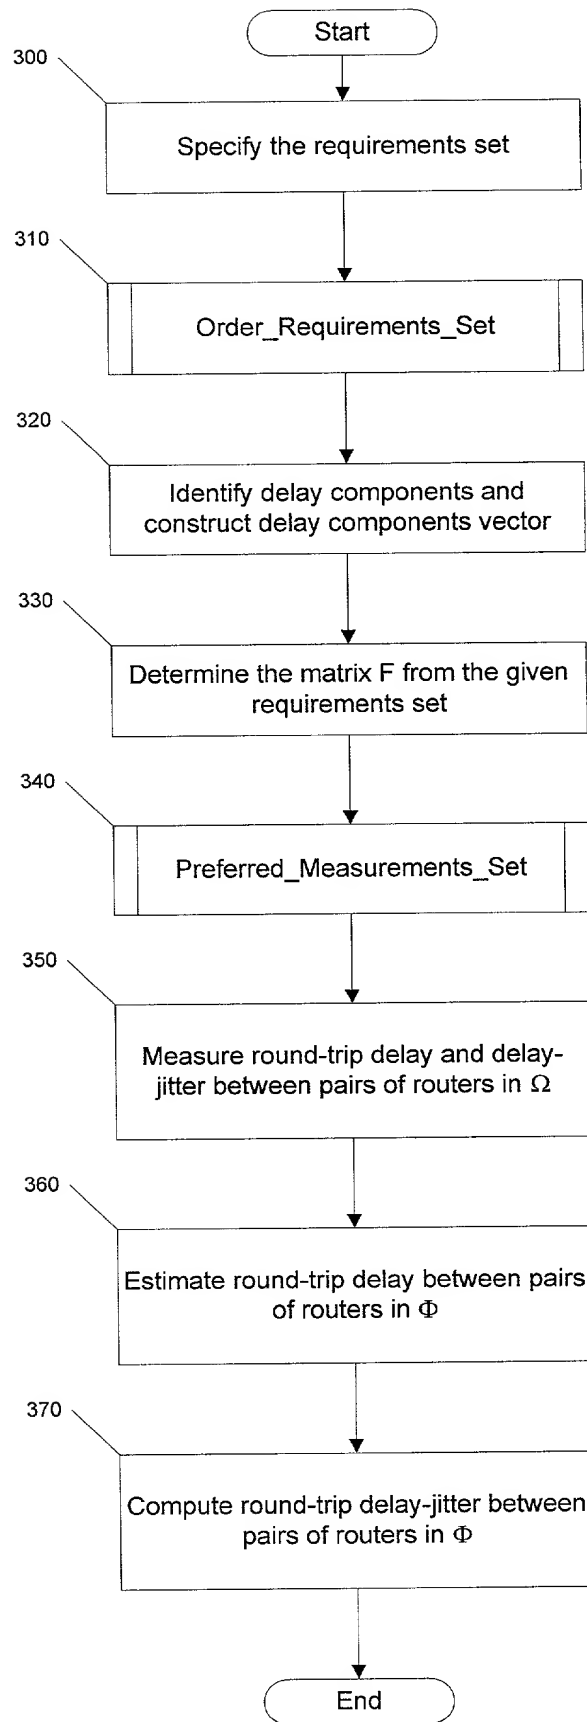 Start
300
Specify the requirements set
310
Order_Requirements_Set
320
Identify delay components and
construct delay components vector
330
Determine the matrix F from the given
requirements set
340
Preferred_Measurements_Set
350
Measure round-trip delay and delay-
jitter between pairs of routers in Ω
360
Estimate round-trip delay between pairs
of routers in Φ
370
Compute round-trip delay-jitter between
pairs of routers in Φ
End